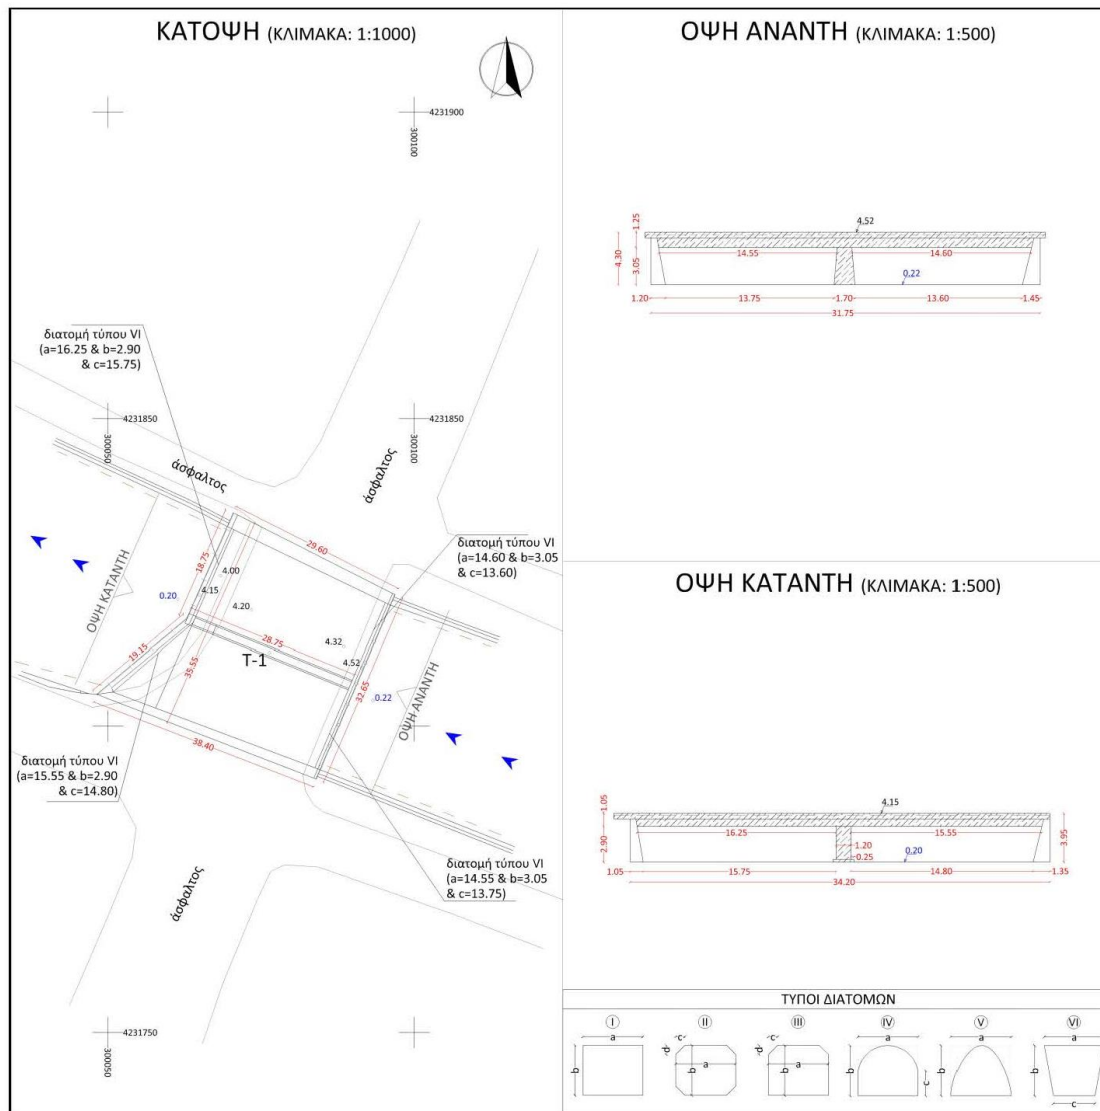 ΚΑΤΟΨΗ (ΚΛΙΜΑΚΑ: 1:1000)
4231900
300100
διατομή τύπου VI
(a=16.25 & b=2.90
& c=15.75)
4231850
300050
4231850
300100
άσφαλτος
άσφαλτος
διατομή τύπου VI
(a=14.60 & b=3.05
& c=13.60)
29.60
18.75
4.00
4.15
4.20
0.20
ΟΨΗ ΚΑΤΑΝΤΗ
28.75
4.32
4.52
T-1
19.15
35.55
32.65
0.22
ΟΨΗ ΑΝΑΝΤΗ
38.40
διατομή τύπου VI
(a=15.55 & b=2.90
& c=14.80)
διατομή τύπου VI
(a=14.55 & b=3.05
& c=13.75)
άσφαλτος
4231750
300050
ΟΨΗ ΑΝΑΝΤΗ (ΚΛΙΜΑΚΑ: 1:500)
1.25
4.52
4.30
3.05
14.55
14.60
0.22
1.20
13.75
1.70
13.60
1.45
31.75
ΟΨΗ ΚΑΤΑΝΤΗ (ΚΛΙΜΑΚΑ: 1:500)
1.05
4.15
2.90
16.25
15.55
3.95
1.20
0.25
0.20
1.05
15.75
14.80
1.35
34.20
ΤΥΠΟΙ ΔΙΑΤΟΜΩΝ
I
II
III
IV
V
VI
a
b
c
d
a
b
c
d
a
b
a
b
c
a
b
a
b
c